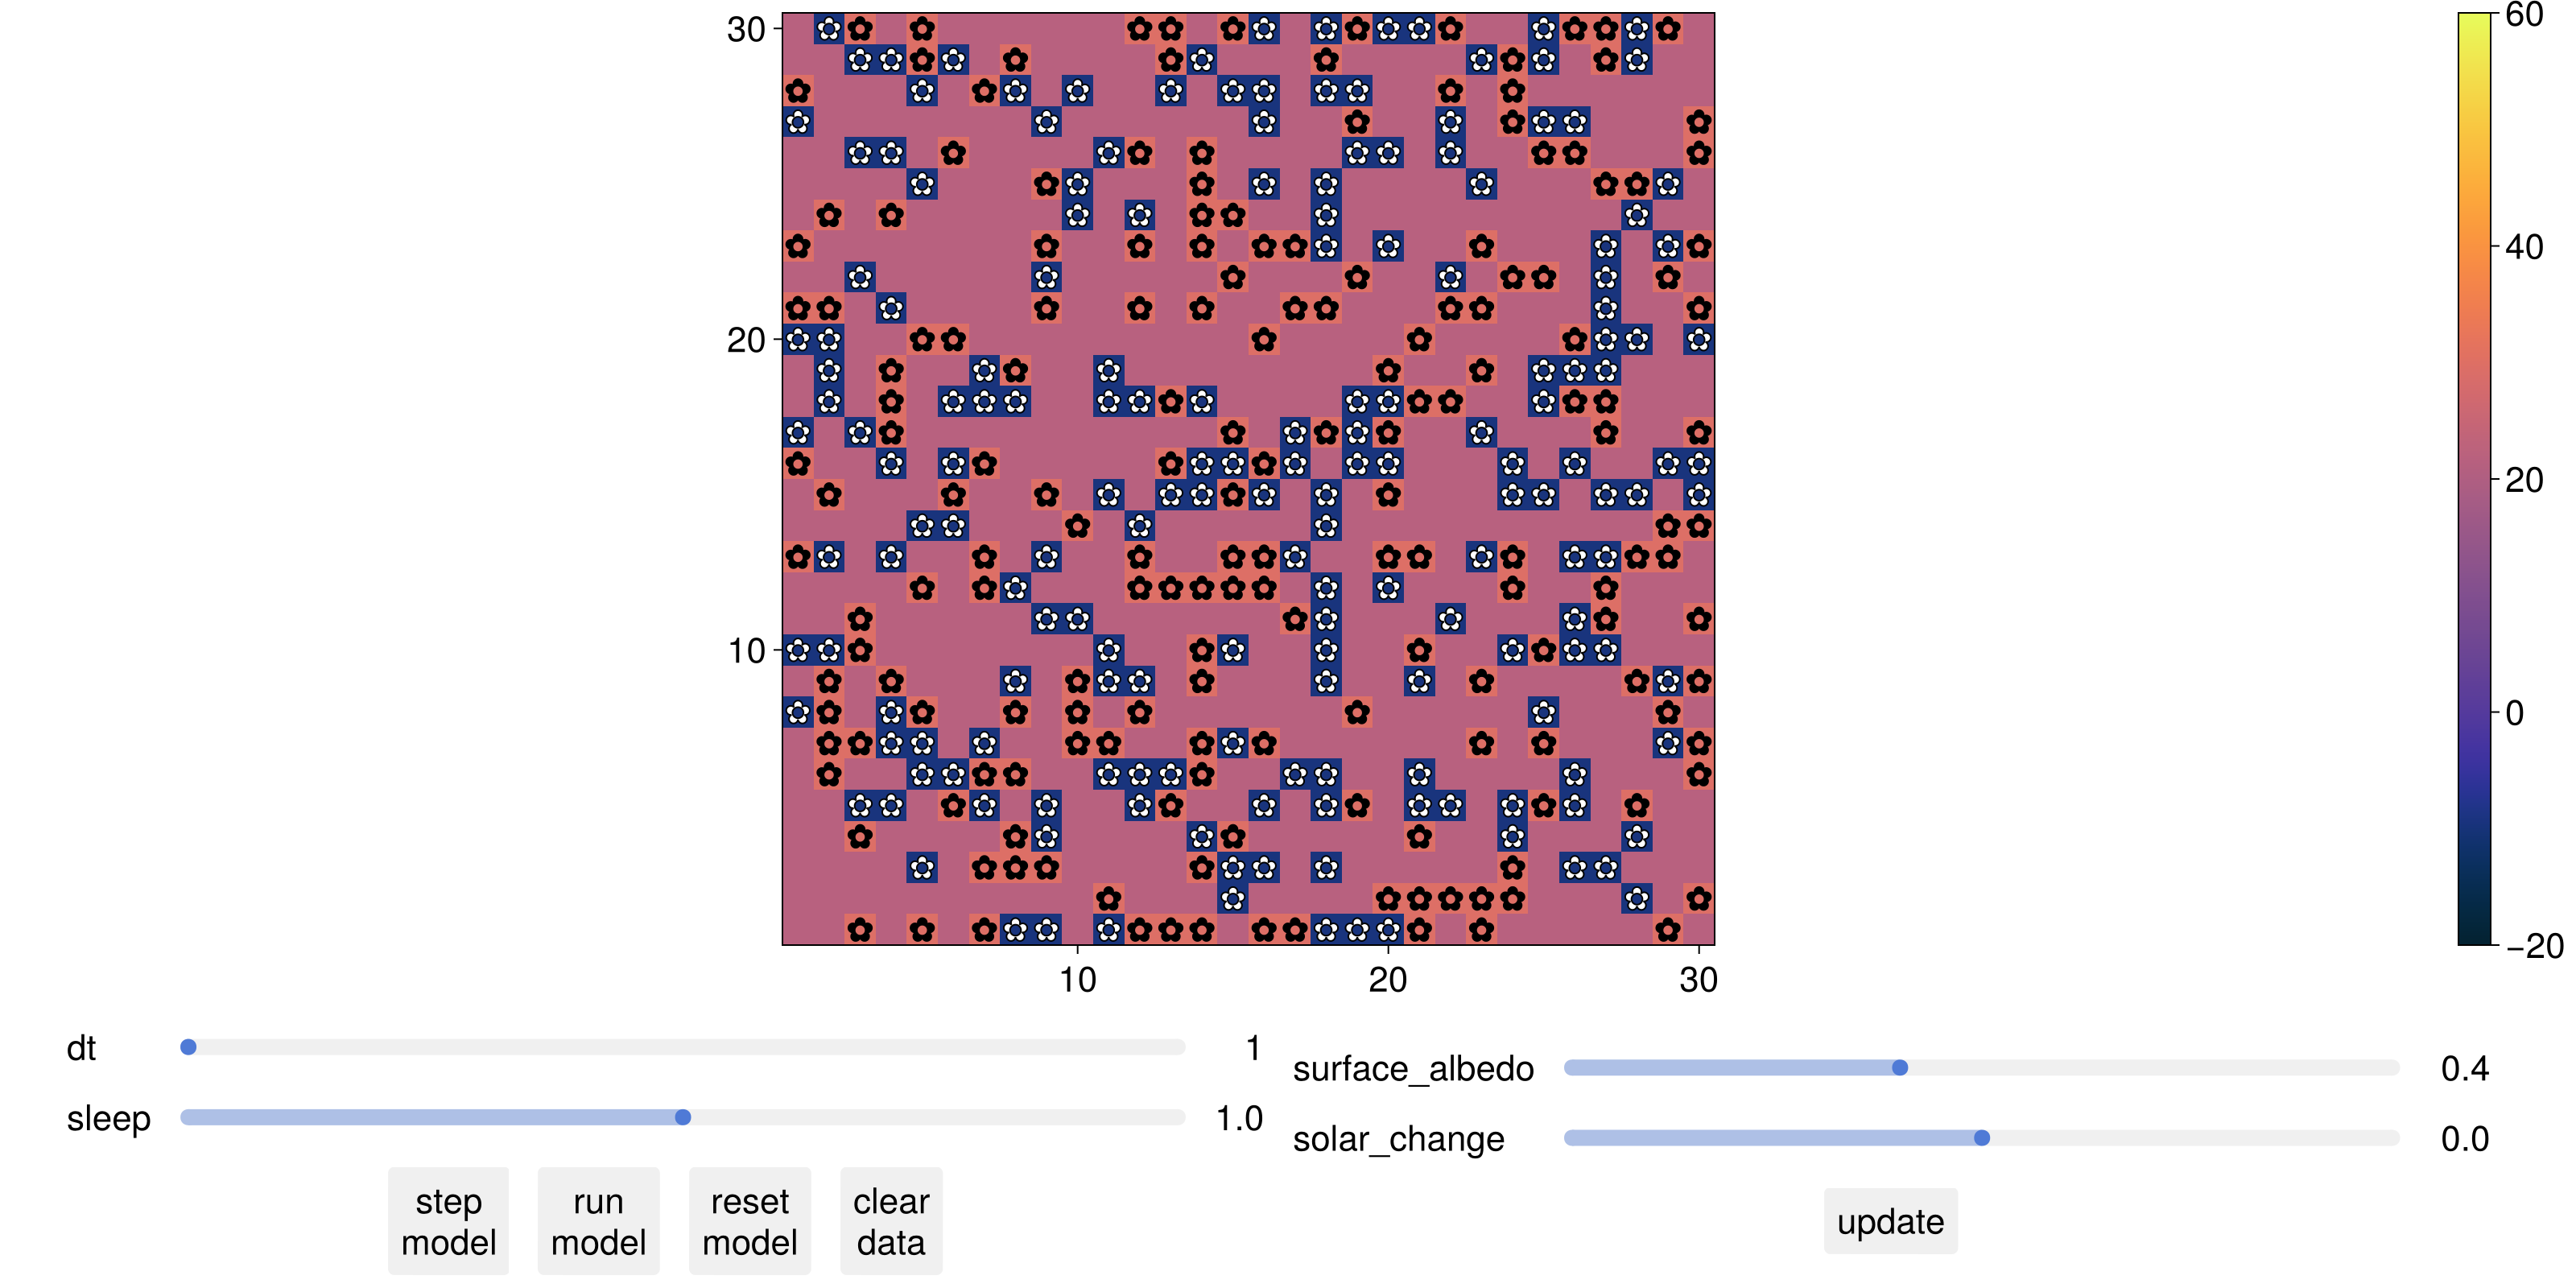 30
20
10
10
20
30
60
40
20
0
−20
dt
1
sleep
1.0
surface_albedo
0.4
solar_change
0.0
step
model
run
model
reset
model
clear
data
update